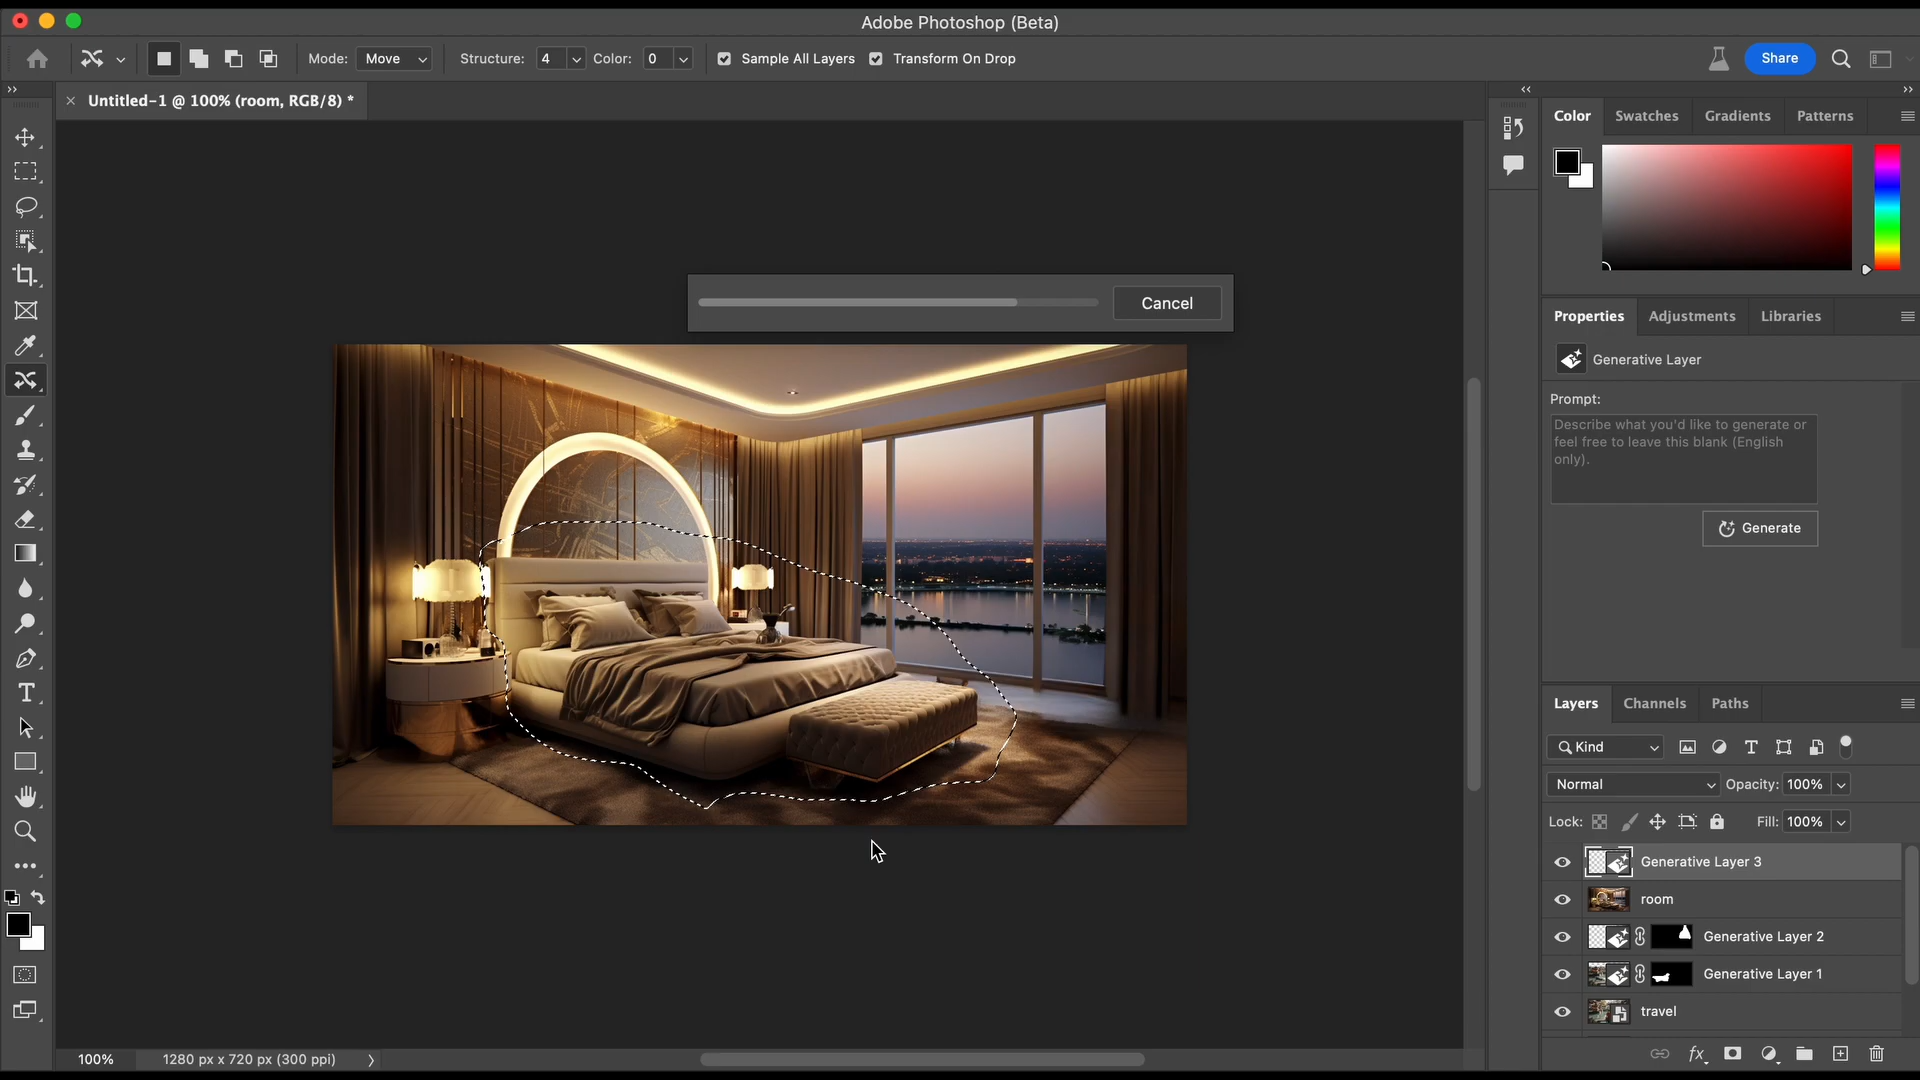 Adobe Photoshop (Beta)
Mode: Move Structure: 4 Color: 0 Sample All Layers Transform On Drop Share
Untitled-1 @ 100% (room, RGB/8) *
Color Swatches Gradients Patterns
Cancel
Properties Adjustments Libraries
Generative Layer
Prompt:
Describe what you'd like to generate or
feel free to leave this blank (English
only).
Generate
Layers Channels Paths
Kind
Normal Opacity: 100%
Lock: Fill: 100%
Generative Layer 3
room
Generative Layer 2
Generative Layer 1
travel
100% 1280 px x 720 px (300 ppi)